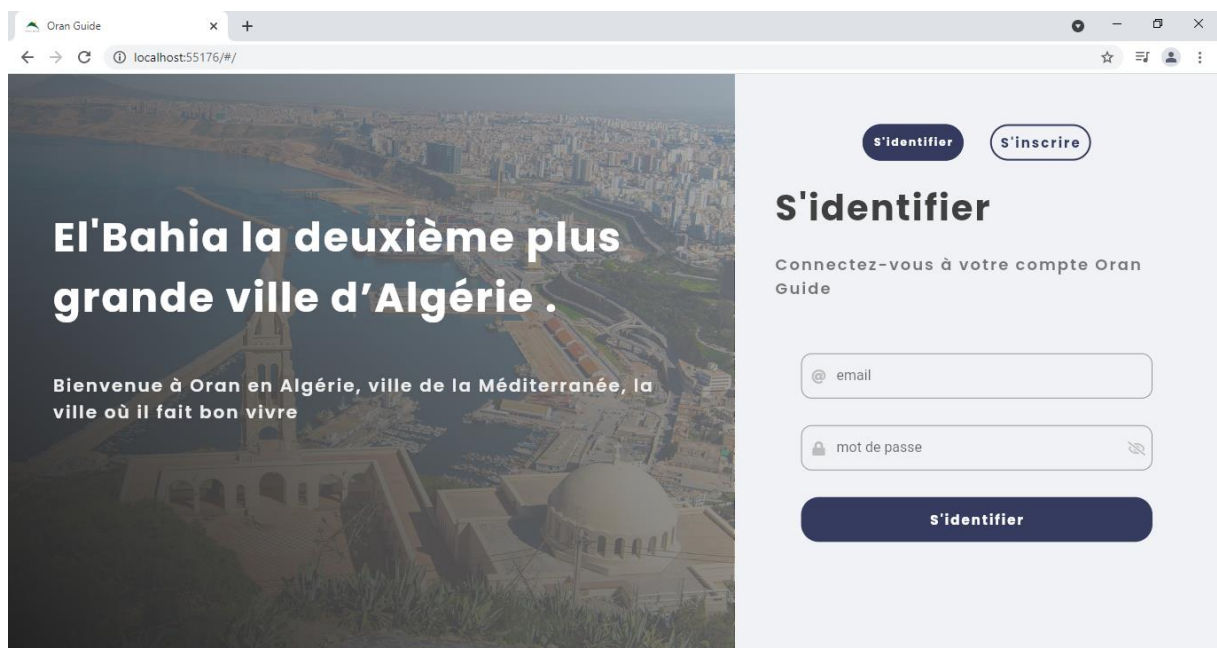 Oran Guide
localhost:55176/#/
El'Bahia la deuxième plus
grande ville d’Algérie .
Bienvenue à Oran en Algérie, ville de la Méditerranée, la
ville où il fait bon vivre
S'identifier
S'inscrire
S'identifier
Connectez-vous à votre compte Oran
Guide
@ email
mot de passe
S'identifier